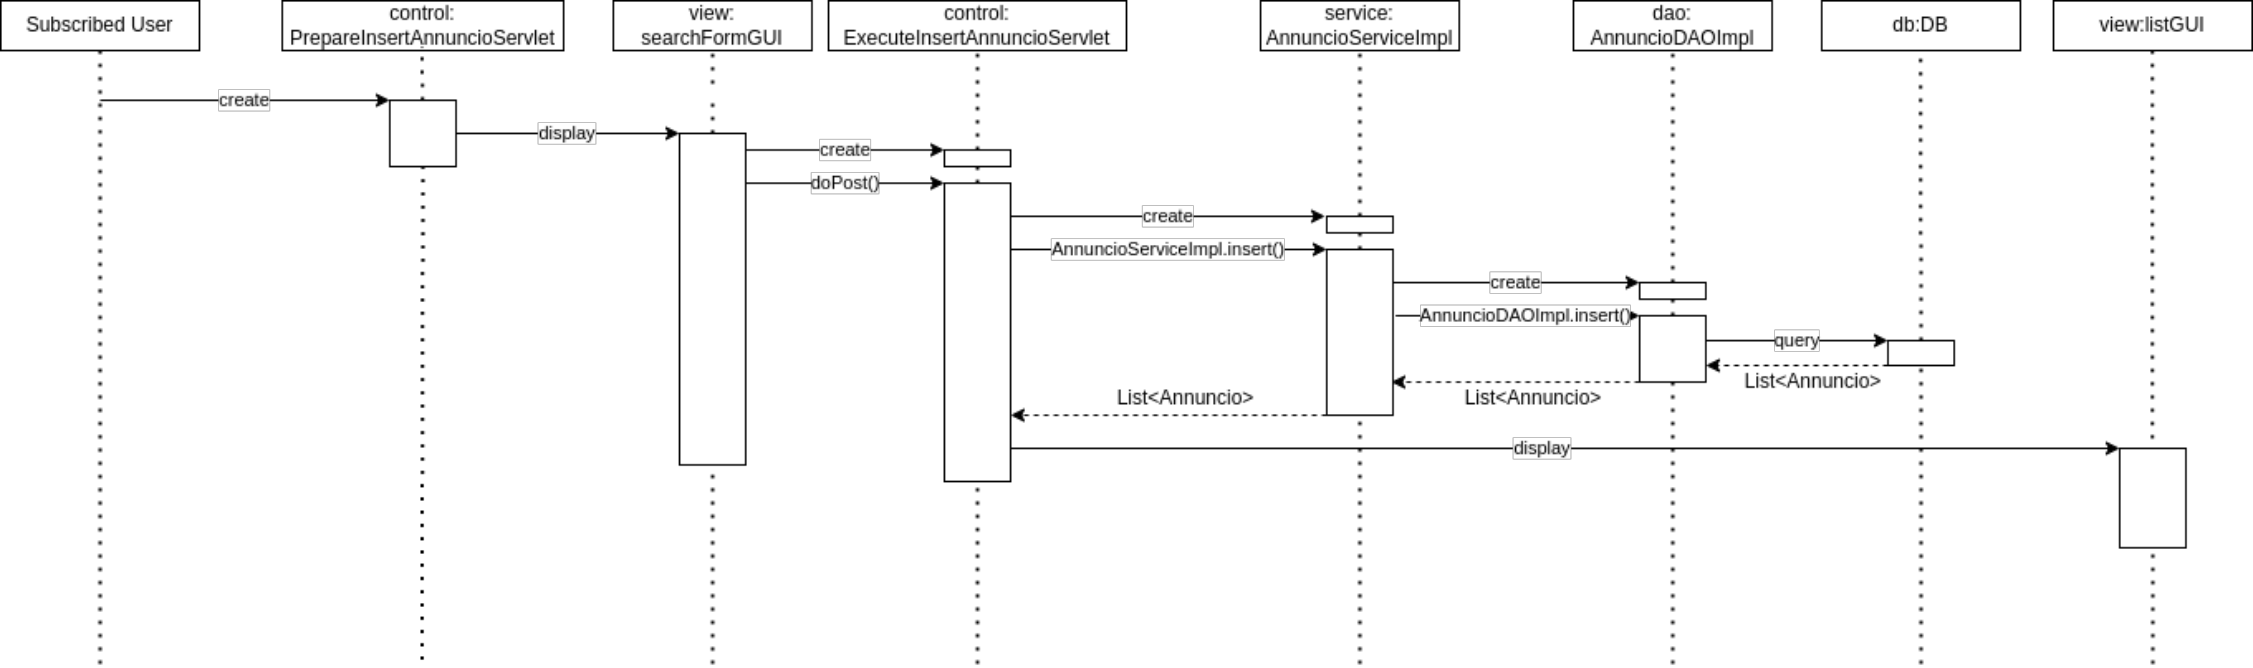 Subscribed User
control:
PrepareInsertAnnuncioServlet
view:
searchFormGUI
control:
ExecuteInsertAnnuncioServlet
service:
AnnuncioServiceImpl
dao:
AnnuncioDAOImpl
db:DB
view:listGUI
create
display
create
doPost()
create
AnnuncioServiceImpl.insert()
create
AnnuncioDAOImpl.insert()
query
List<Annuncio>
List<Annuncio>
List<Annuncio>
display